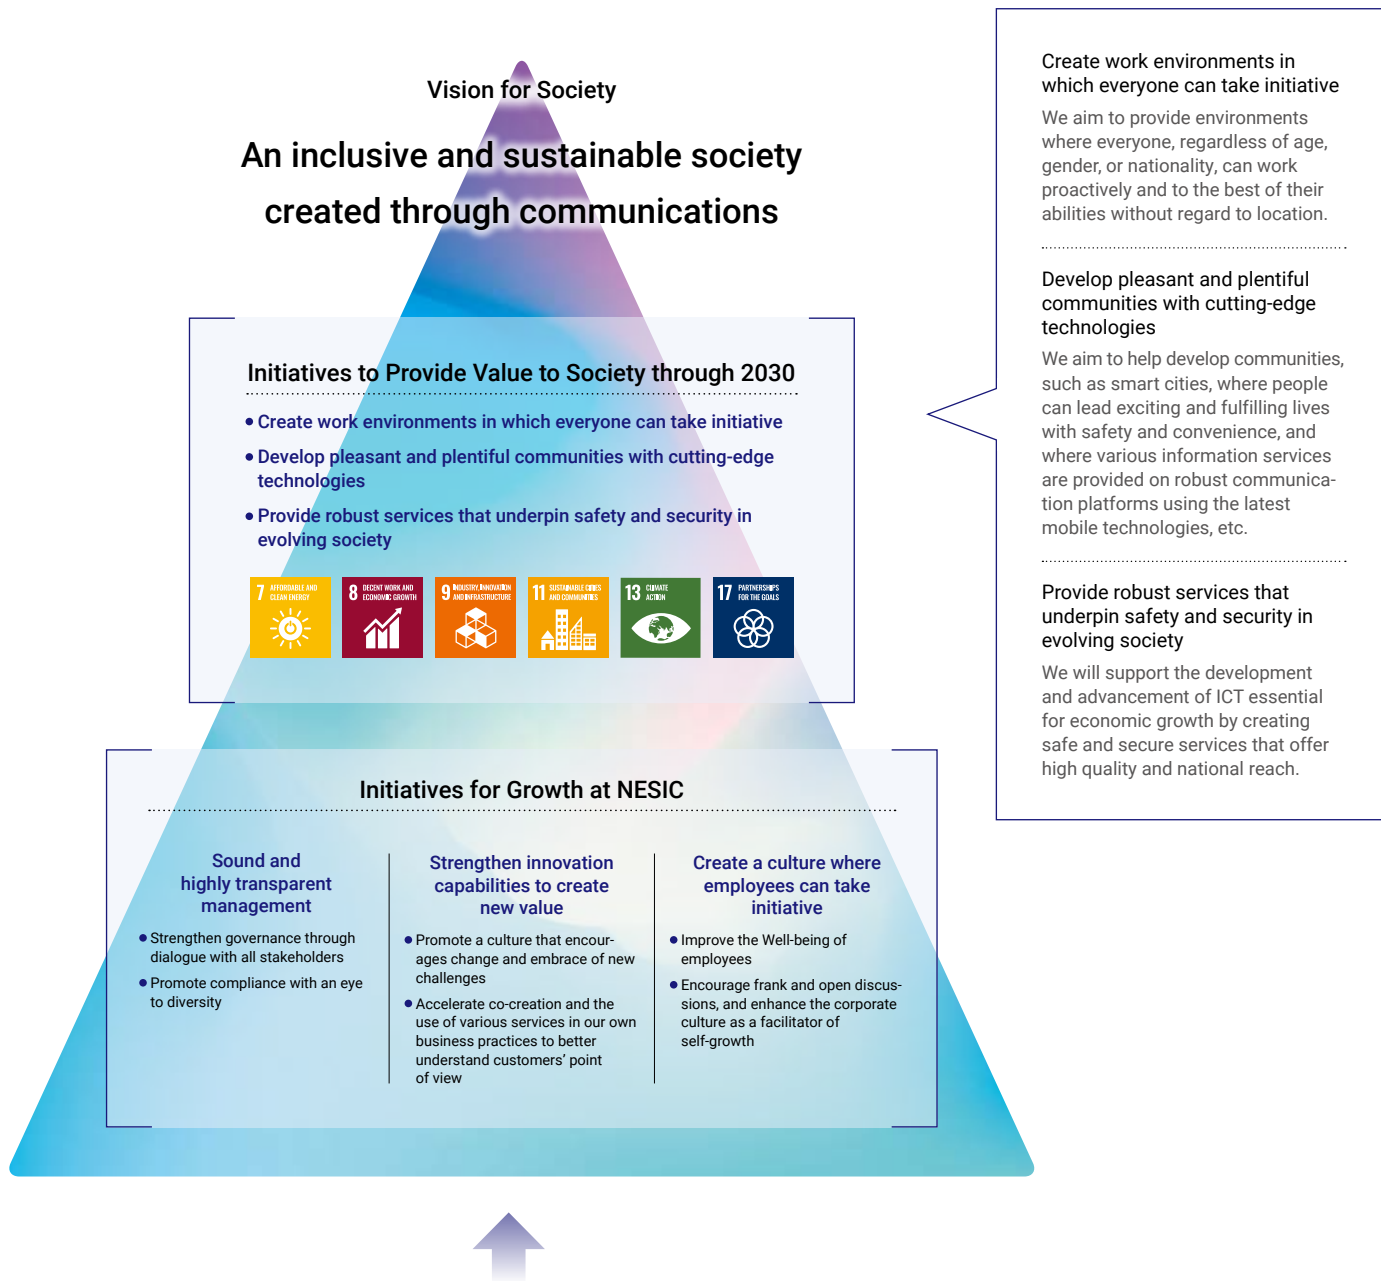 Vision for Society
An inclusive and sustainable society
created through communications
Initiatives to Provide Value to Society through 2030
• Create work environments in which everyone can take initiative
• Develop pleasant and plentiful communities with cutting-edge
technologies
• Provide robust services that underpin safety and security in
evolving society
7 AFFORDABLE AND
CLEAN ENERGY
8 DECENT WORK AND
ECONOMIC GROWTH
9 INDUSTRY, INNOVATION
AND INFRASTRUCTURE
11 SUSTAINABLE CITIES
AND COMMUNITIES
13 CLIMATE
ACTION
17 PARTNERSHIPS
FOR THE GOALS
Initiatives for Growth at NESIC
Sound and
highly transparent
management
• Strengthen governance through
dialogue with all stakeholders
• Promote compliance with an eye
to diversity
Strengthen innovation
capabilities to create
new value
• Promote a culture that encour-
ages change and embrace of new
challenges
• Accelerate co-creation and the
use of various services in our own
business practices to better
understand customers’ point
of view
Create a culture where
employees can take
initiative
• Improve the Well-being of
employees
• Encourage frank and open discus-
sions, and enhance the corporate
culture as a facilitator of
self-growth
Create work environments in
which everyone can take initiative
We aim to provide environments
where everyone, regardless of age,
gender, or nationality, can work
proactively and to the best of their
abilities without regard to location.
Develop pleasant and plentiful
communities with cutting-edge
technologies
We aim to help develop communities,
such as smart cities, where people
can lead exciting and fulfilling lives
with safety and convenience, and
where various information services
are provided on robust communica-
tion platforms using the latest
mobile technologies, etc.
Provide robust services that
underpin safety and security in
evolving society
We will support the development
and advancement of ICT essential
for economic growth by creating
safe and secure services that offer
high quality and national reach.